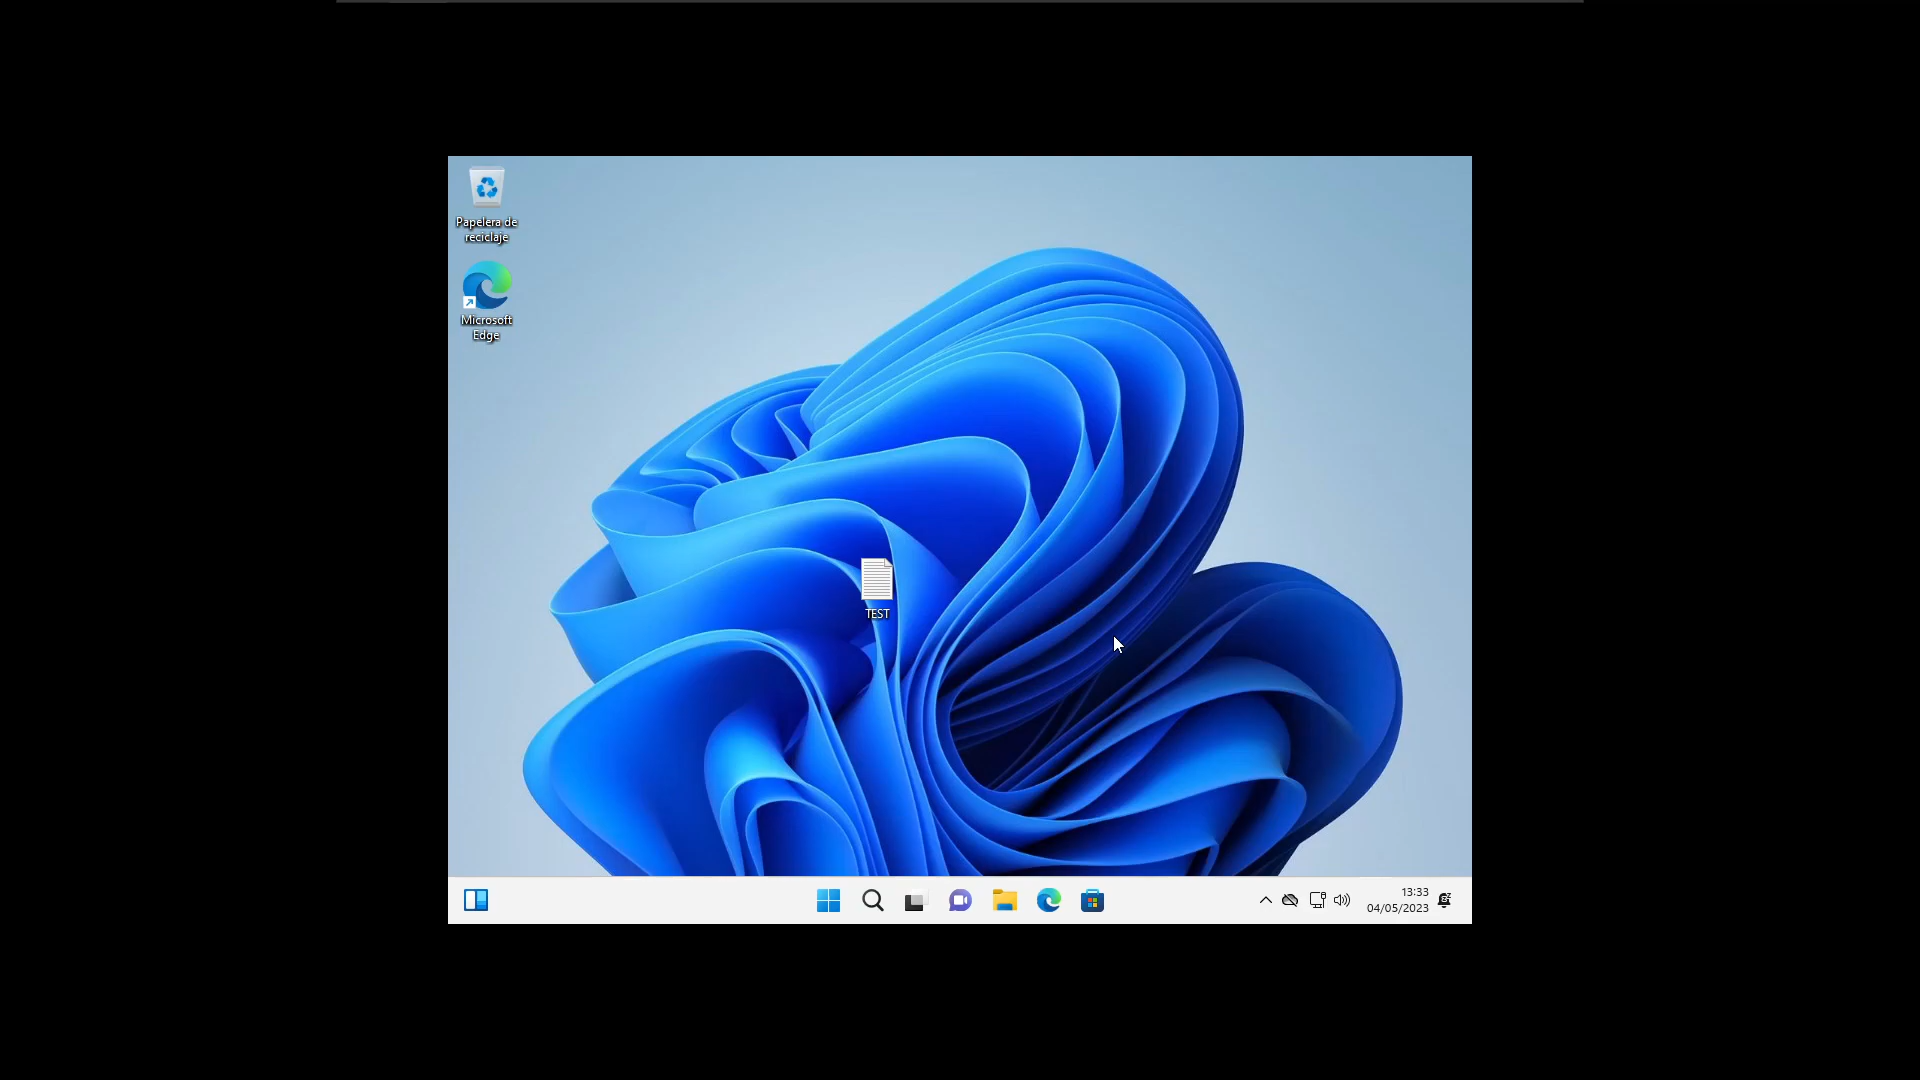 Papelera de
reciclaje
Microsoft
Edge
TEST
13:33
04/05/2023